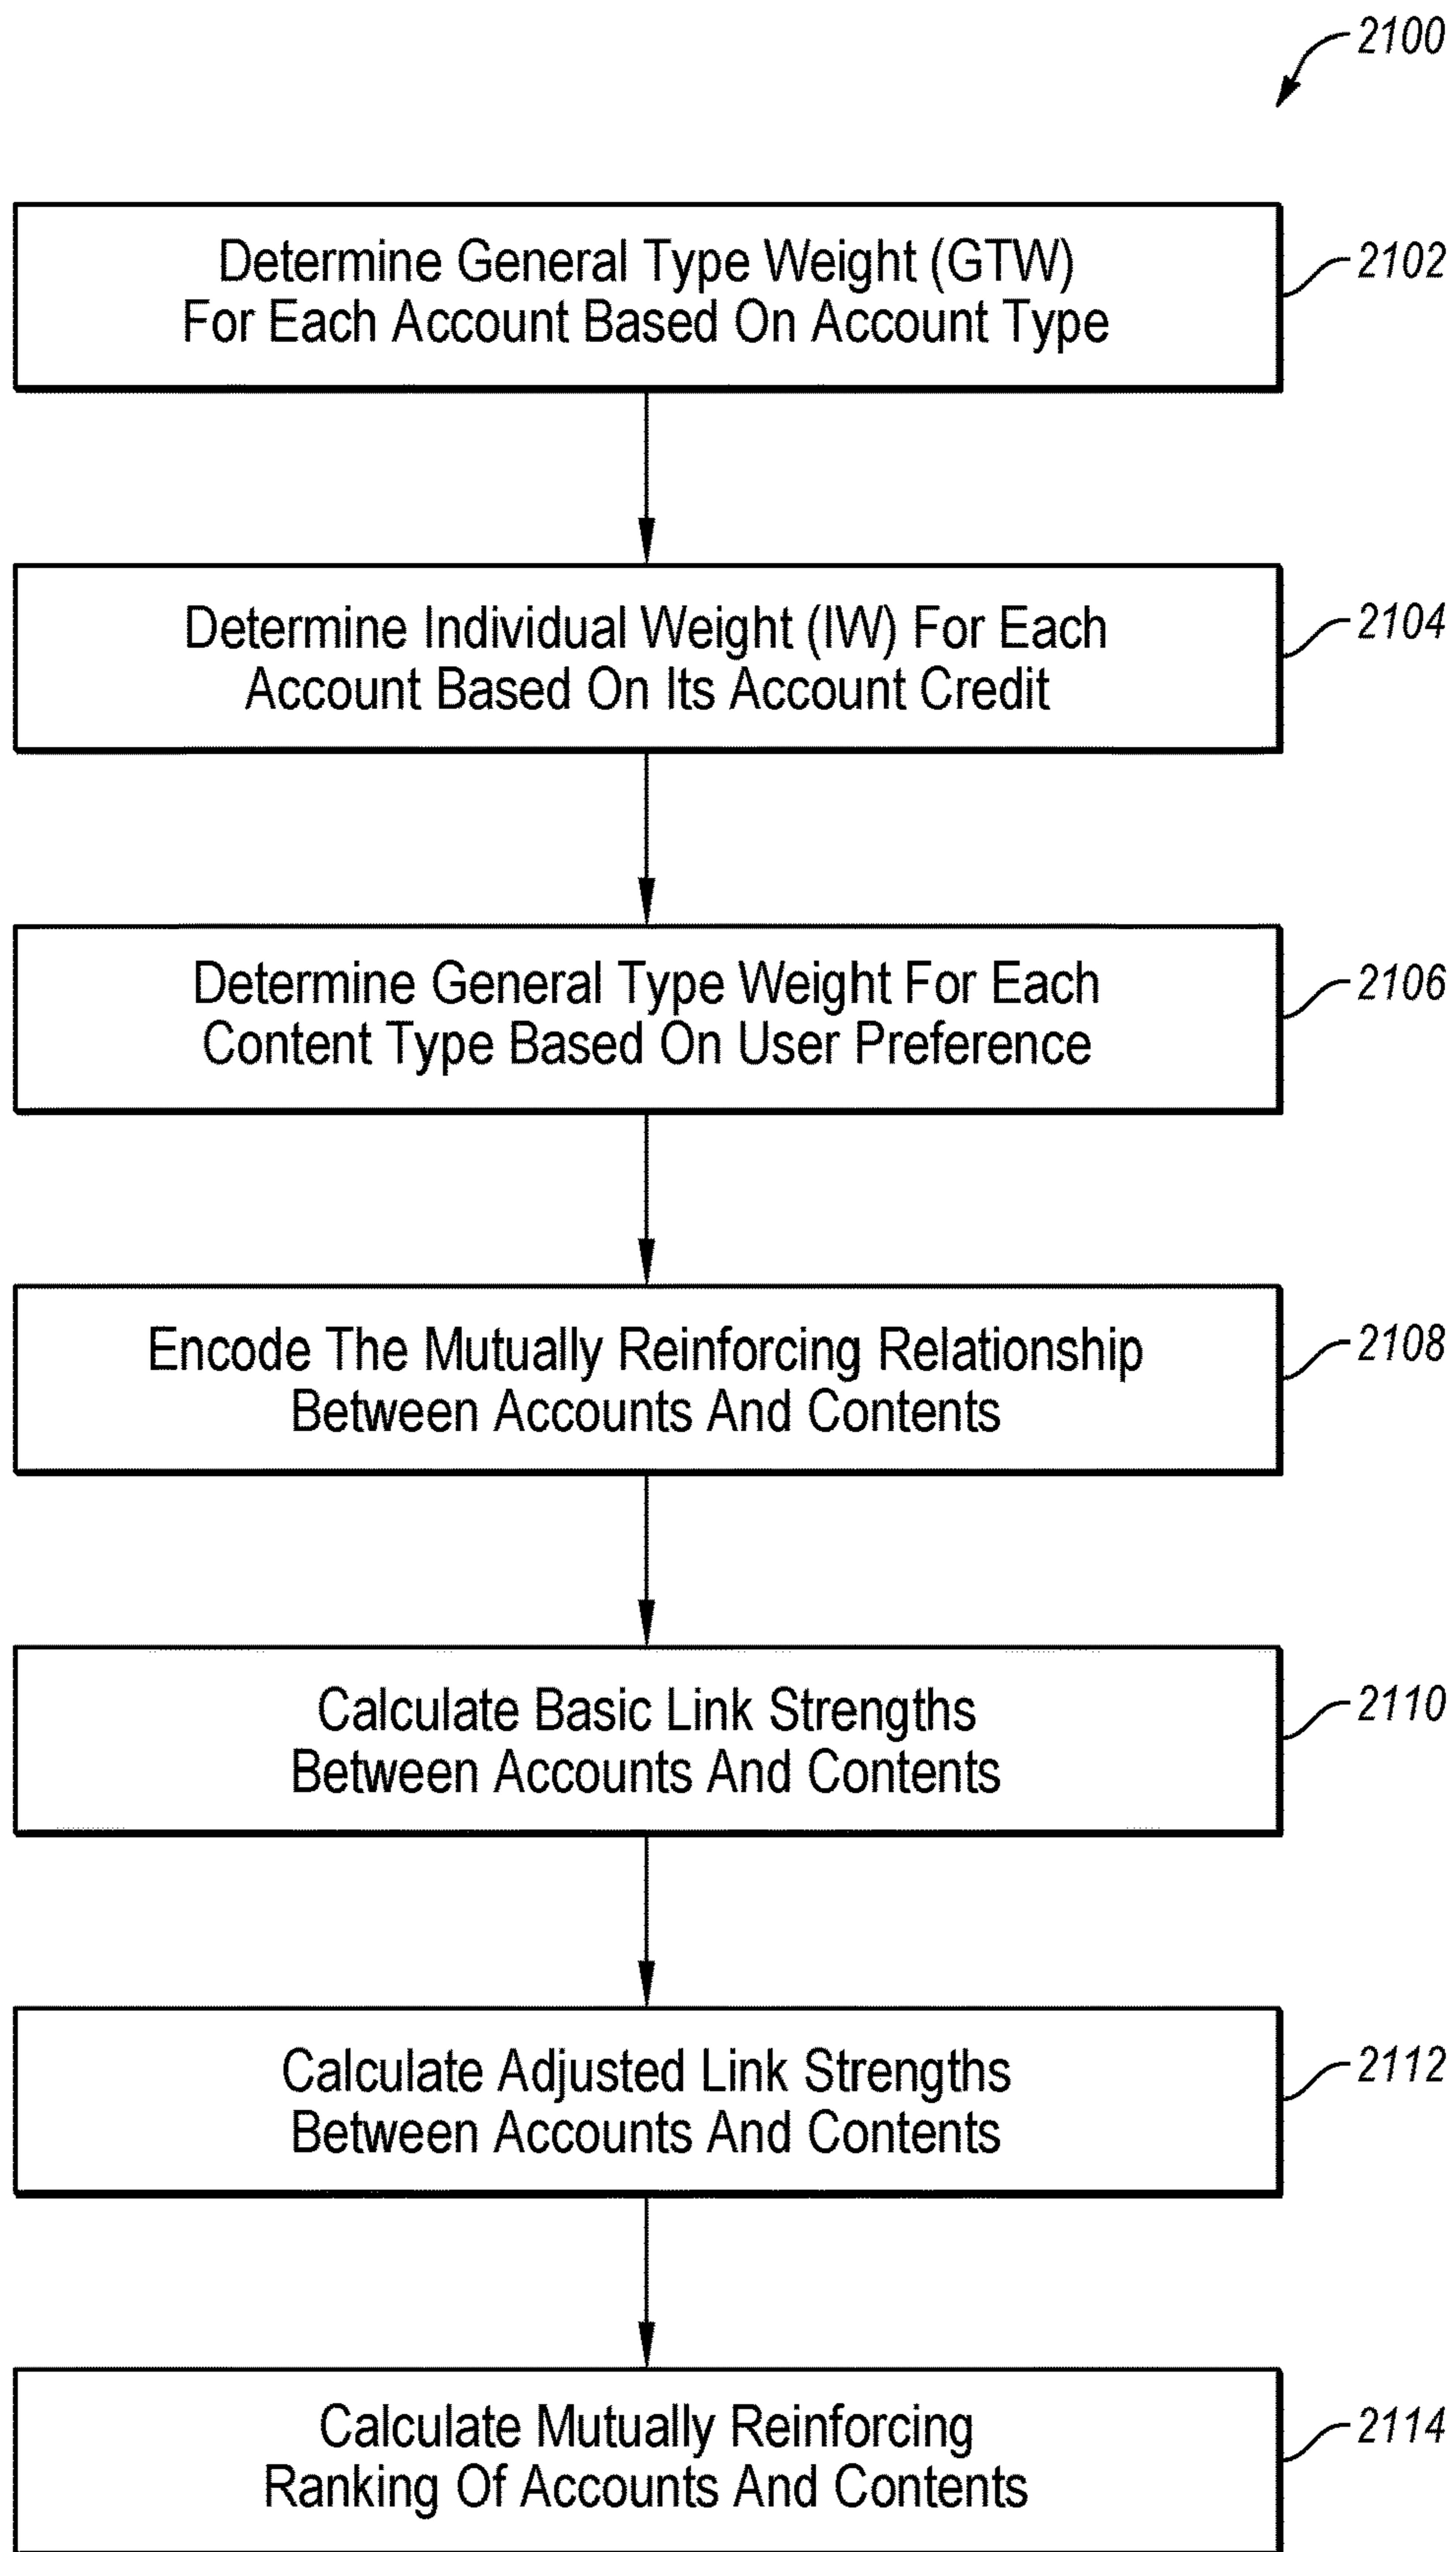 2100
Determine General Type Weight (GTW)
For Each Account Based On Account Type
2102
Determine Individual Weight (IW) For Each
Account Based On Its Account Credit
2104
Determine General Type Weight For Each
Content Type Based On User Preference
2106
Encode The Mutually Reinforcing Relationship
Between Accounts And Contents
2108
Calculate Basic Link Strengths
Between Accounts And Contents
2110
Calculate Adjusted Link Strengths
Between Accounts And Contents
2112
Calculate Mutually Reinforcing
Ranking Of Accounts And Contents
2114